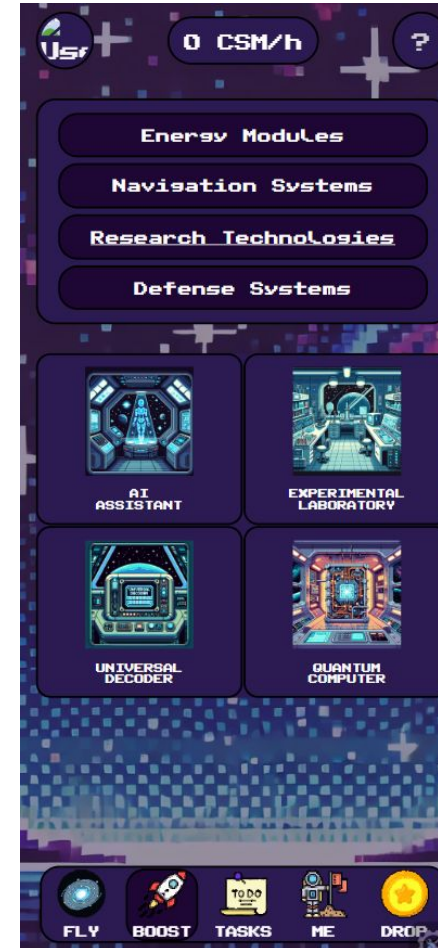 User
0 CSM/h
?
Energy Modules
Navigation Systems
Research Technologies
Defense Systems
AI
ASSISTANT
EXPERIMENTAL
LABORATORY
UNIVERSAL
DECODER
QUANTUM
COMPUTER
TO DO
FLY
BOOST
TASKS
ME
DROP